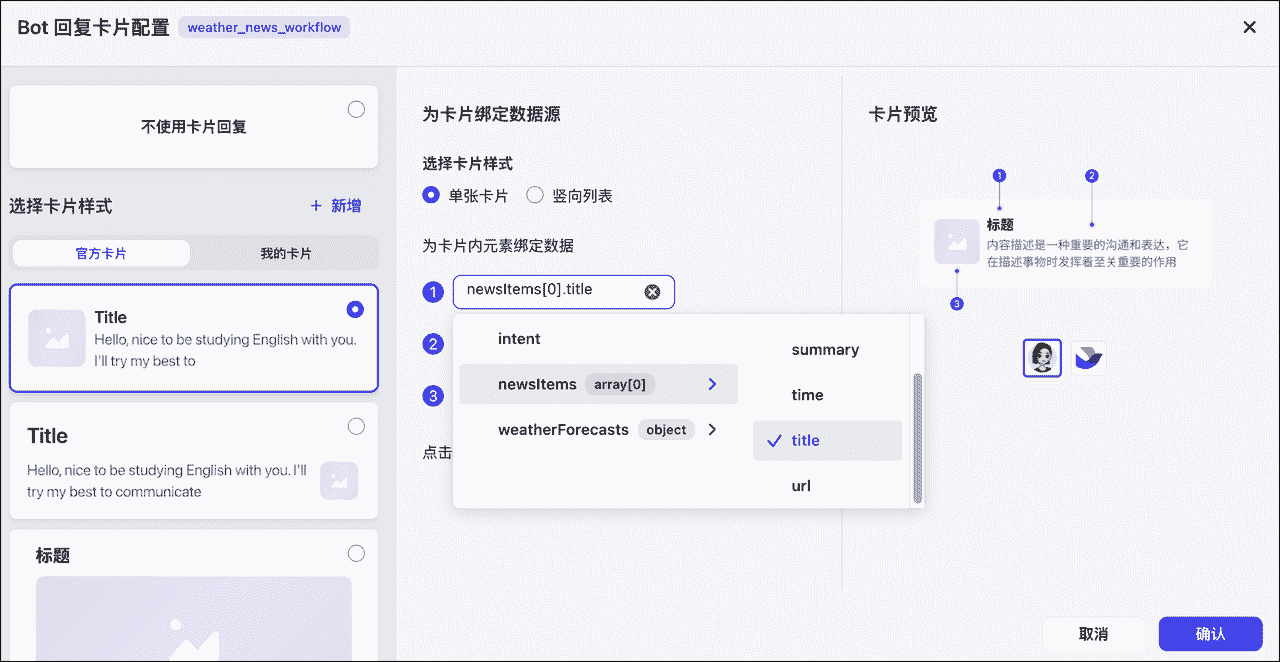 Bot 回复卡片配置
weather_news_workflow
不使用卡片回复
选择卡片样式
+ 新增
官方卡片
我的卡片
Title
Hello, nice to be studying English with you.
I'll try my best to
Title
Hello, nice to be studying English with you. I'll
try my best to communicate
标题
为卡片绑定数据源
选择卡片样式
单张卡片
竖向列表
为卡片内元素绑定数据
1
newsItems[0].title
2
3
点击
intent
newsItems array[0]
weatherForecasts object
summary
time
title
url
卡片预览
1
2
标题
内容描述是一种重要的沟通和表达，它
在描述事物时发挥着至关重要的作用
3
取消
确认